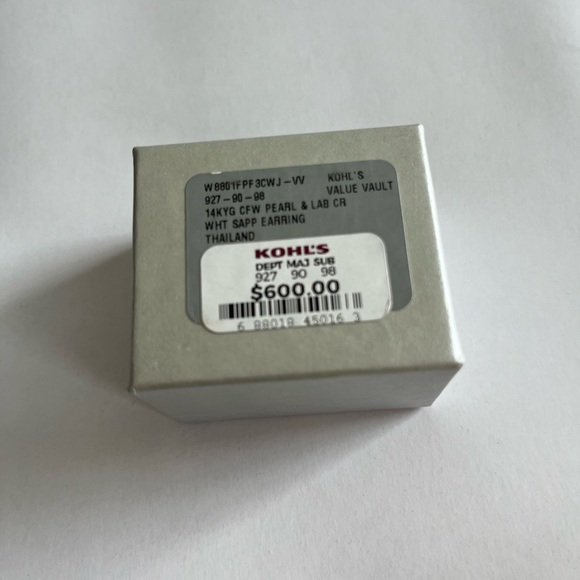 W8801FPF3CWJ-VV KOHL'S
927-90-98 VALUE VAULT
14KYG CFW PEARL & LAB CR
WHT SAPP EARRING
THAILAND
KOHL'S
DEPT MAJ SUB
927 90 98
$600.00
6 88018 45016 3